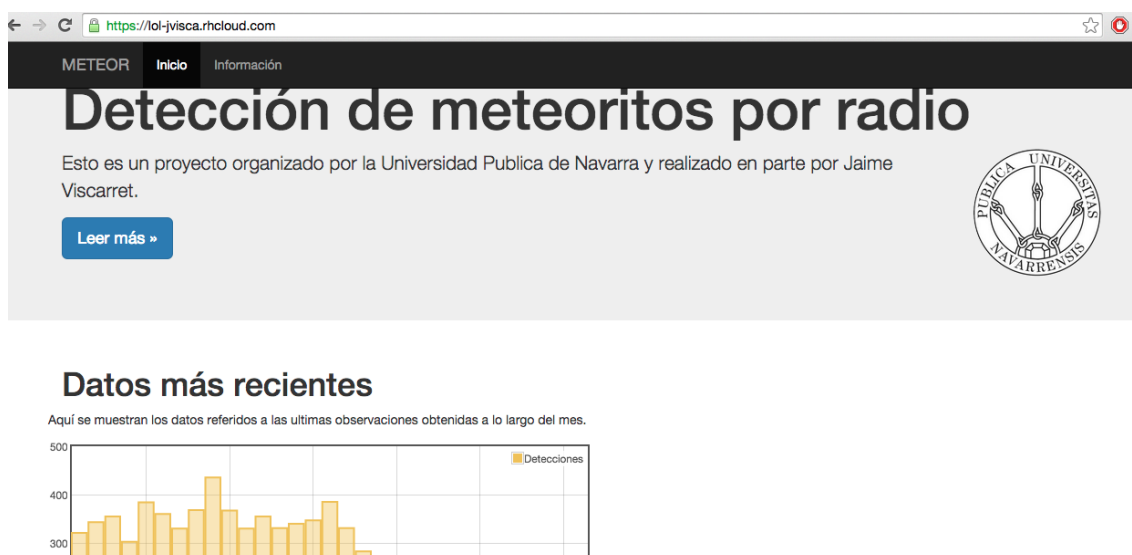 https://lol-jvisca.rhcloud.com
METEOR Inicio Información
Detección de meteoritos por radio
Esto es un proyecto organizado por la Universidad Publica de Navarra y realizado en parte por Jaime
Viscarret.
Leer más »
PUBLICA UNIVERSITAS NAVARRENSIS
Datos más recientes
Aquí se muestran los datos referidos a las ultimas observaciones obtenidas a lo largo del mes.
500
Detecciones
400
300